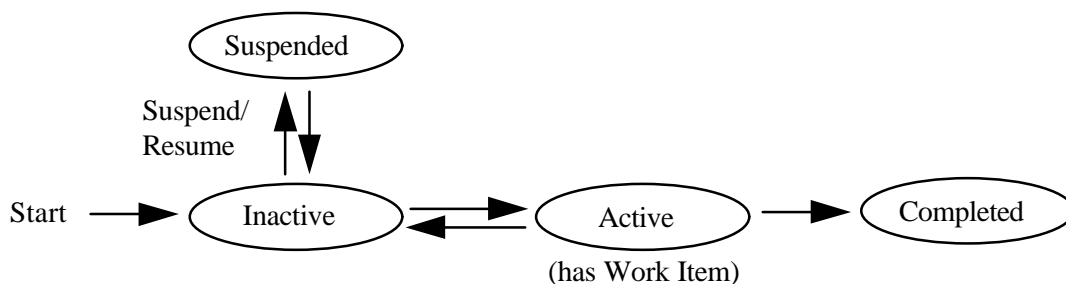 Suspended
Suspend/
Resume
Start
Inactive
Active
Completed
(has Work Item)